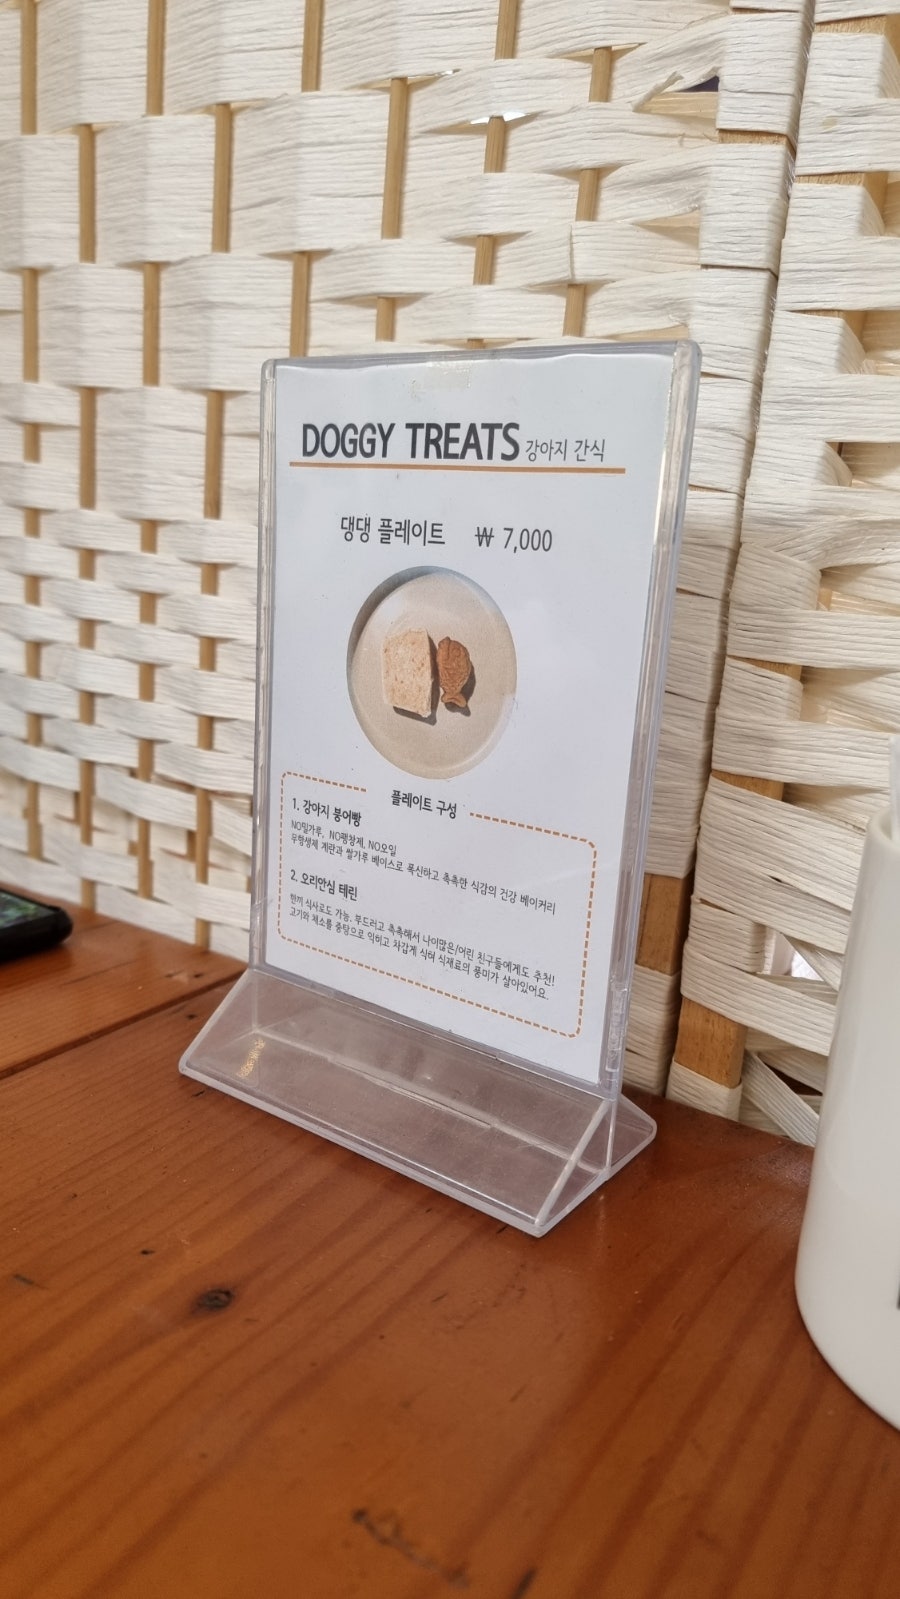 DOGGY TREATS 강아지 간식
댕댕 플레이트 ₩ 7,000
플레이트 구성
1. 강아지 붕어빵
NO밀가루, NO팽창제, NO오일
무항생제 계란과 쌀가루 베이스로 폭신하고 촉촉한 식감의 건강 베이커리
2. 오리안심 테린
한끼 식사로도 가능. 부드러고 촉촉해서 나이많은/어린 친구들에게도 추천!
고기와 채소를 중탕으로 익히고 차갑게 식혀 식재료의 풍미가 살아있어요.